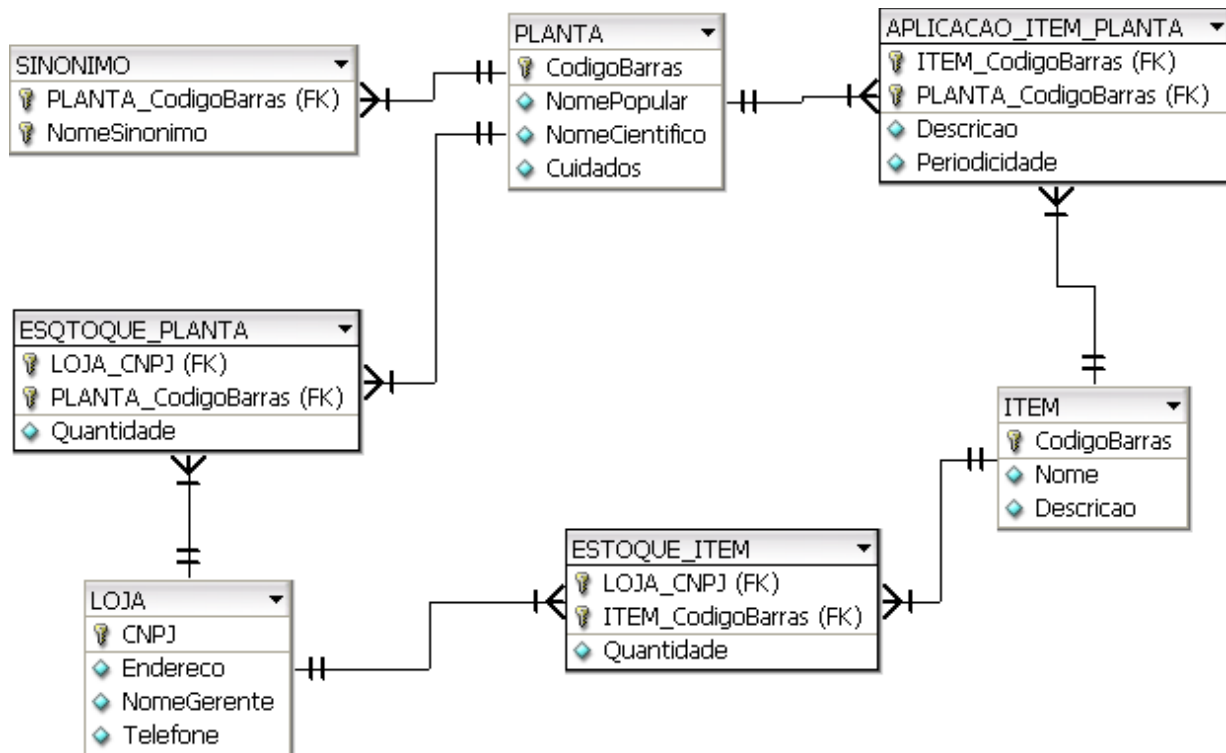 SINONIMO
PLANTA_CodigoBarras (FK)
NomeSinonimo
PLANTA
CodigoBarras
NomePopular
NomeCientifico
Cuidados
APLICACAO_ITEM_PLANTA
ITEM_CodigoBarras (FK)
PLANTA_CodigoBarras (FK)
Descricao
Periodicidade
ESQTOQUE_PLANTA
LOJA_CNPJ (FK)
PLANTA_CodigoBarras (FK)
Quantidade
ITEM
CodigoBarras
Nome
Descricao
ESTOQUE_ITEM
LOJA_CNPJ (FK)
ITEM_CodigoBarras (FK)
Quantidade
LOJA
CNPJ
Endereco
NomeGerente
Telefone